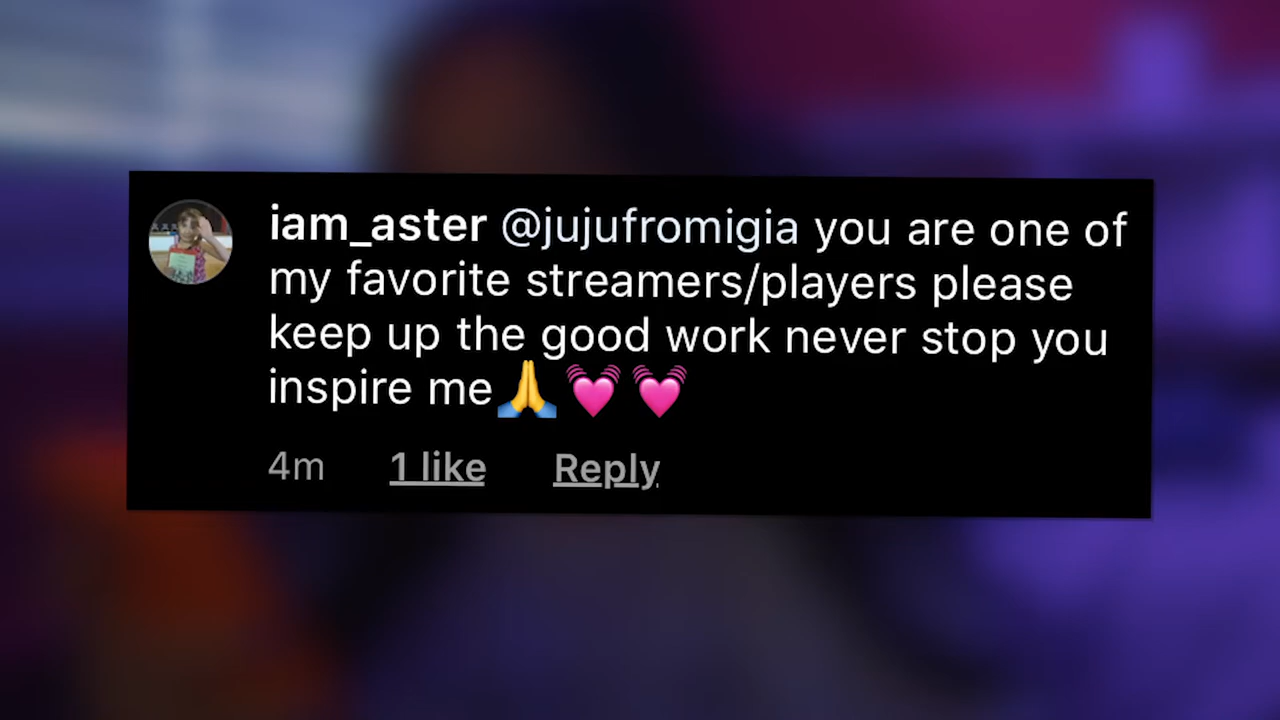 iam_aster @jujufromigia you are one of
my favorite streamers/players please
keep up the good work never stop you
inspire me🙏💓💓
4m 1 like Reply